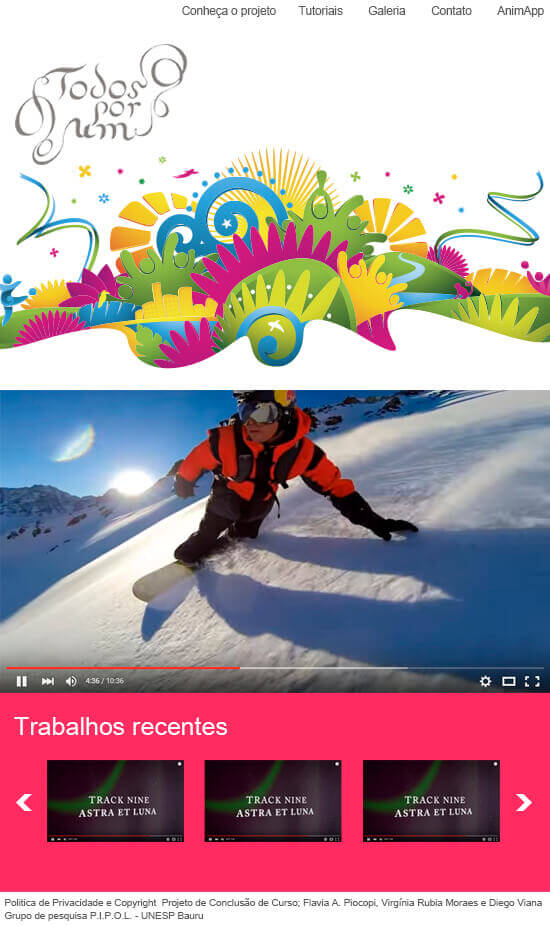 Conheça o projeto Tutoriais Galeria Contato AnimApp
Todos
por
um
4:36 / 10:36
Trabalhos recentes
TRACK NINE
ASTRA ET LUNA
TRACK NINE
ASTRA ET LUNA
TRACK NINE
ASTRA ET LUNA
Politica de Privacidade e Copyright Projeto de Conclusão de Curso; Flavia A. Piocopi, Virgínia Rubia Moraes e Diego Viana
Grupo de pesquisa P.I.P.O.L. - UNESP Bauru